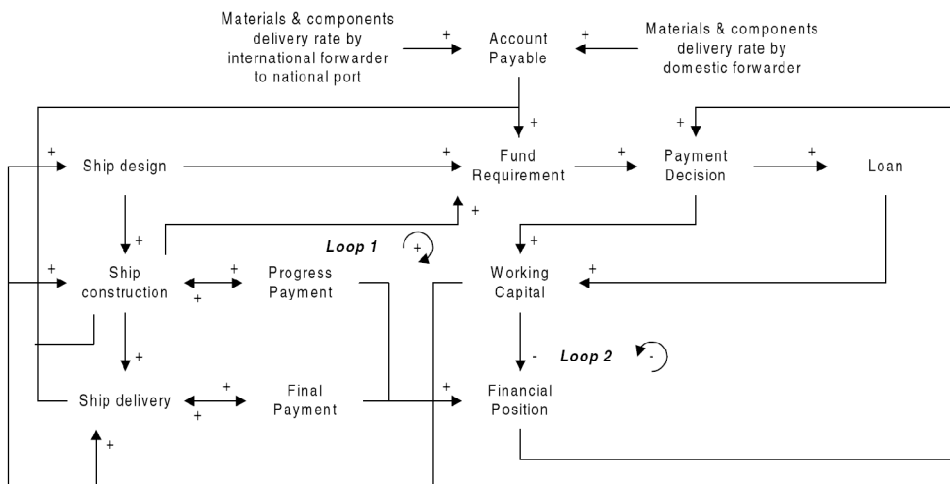 Materials & components
delivery rate by
international forwarder
to national port
+
Account
Payable
+
Materials & components
delivery rate by
domestic forwarder
+
+
+
Ship design
+
Fund
Requirement
+
Payment
Decision
+
Loan
+
+
Loop 1
+
+
+
Ship
construction
+
+
Progress
Payment
Working
Capital
+
+
-
Loop 2
-
Ship delivery
+
+
Final
Payment
+
Financial
Position
+